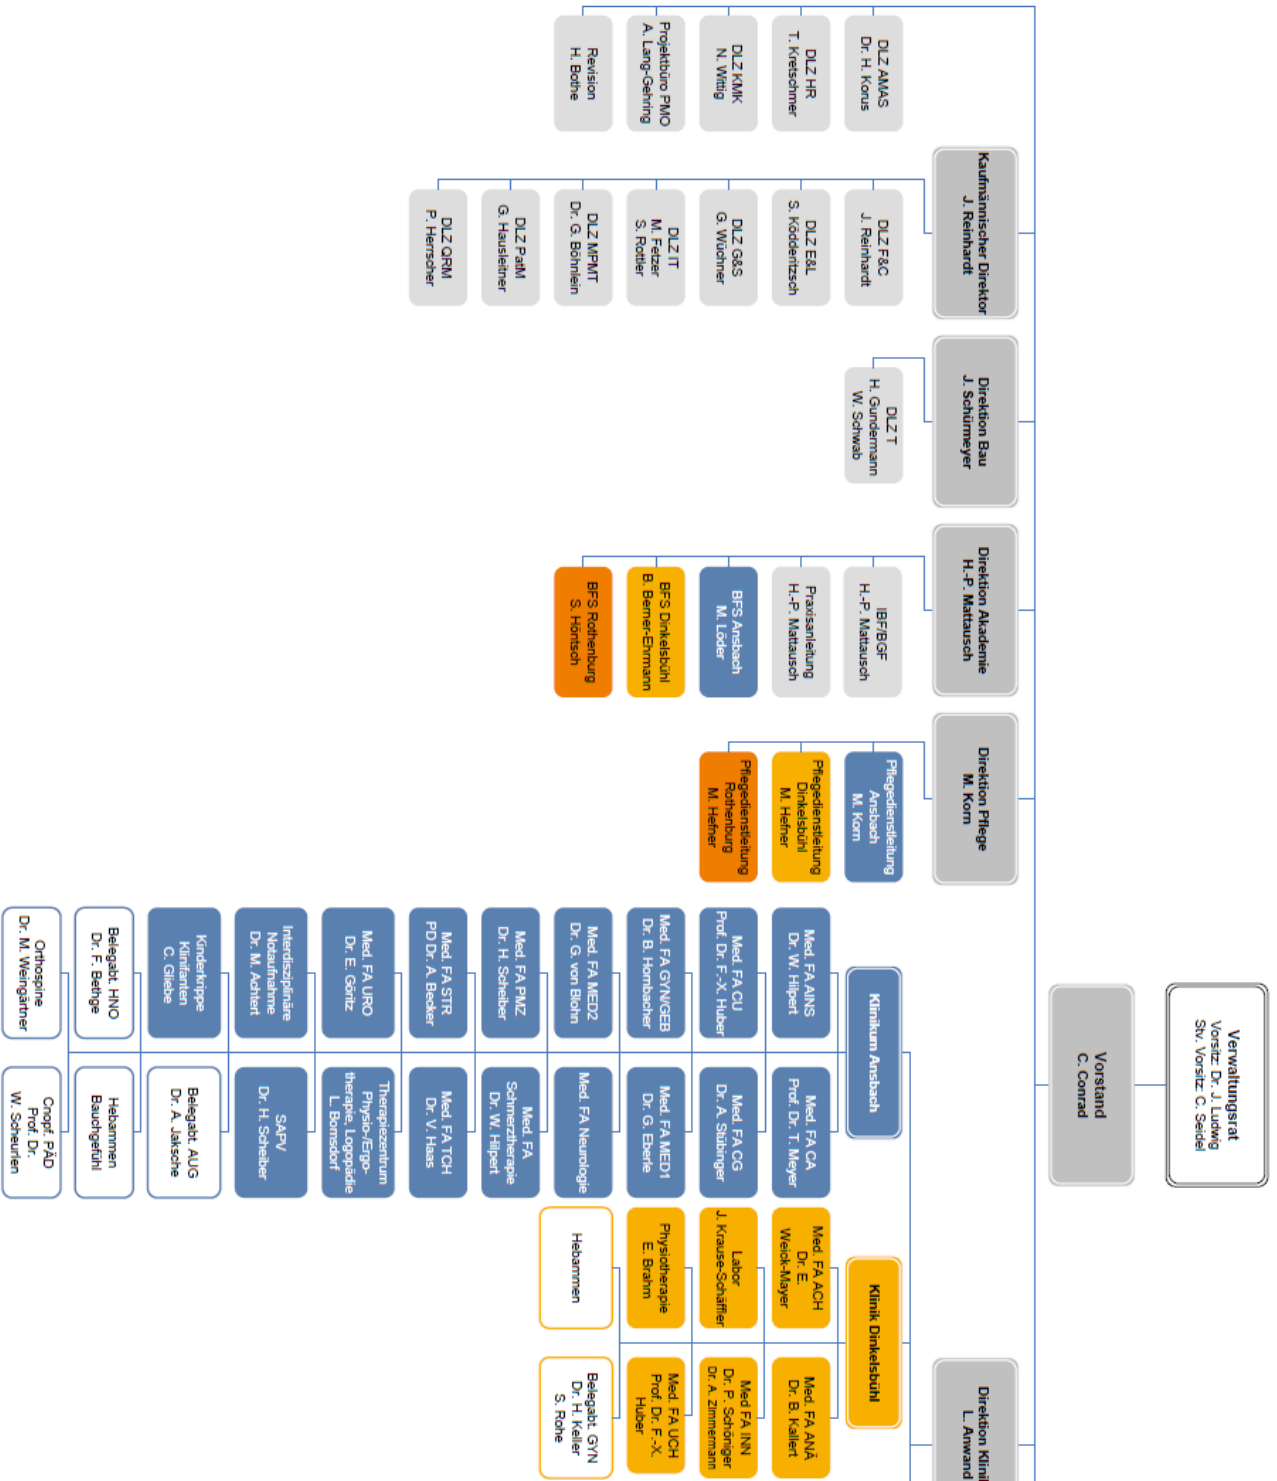 Verwaltungsrat
Vorsitz: Dr. J. Ludwig
Stv. Vorsitz: C. Seidel
Vorstand
C. Conrad
DLZ AMAS
Dr. H. Korus
DLZ HR
T. Kretschmer
DLZ KMK
N. Wittig
Projektbüro PMO
A. Lang-Gehring
Revision
H. Bothe
Kaufmännischer Direktor
J. Reinhardt
DLZ F&C
J. Reinhardt
DLZ E&L
S. Ködderitzsch
DLZ G&S
G. Wüchner
DLZ IT
M. Fetzer
S. Rottler
DLZ MPMT
Dr. G. Böhnlein
DLZ PatM
G. Hausleitner
DLZ QRM
P. Herrscher
Direktion Bau
J. Schürmeyer
DLZ T
H. Gundermann
W. Schwab
Direktion Akademie
H.-P. Mattausch
IBF/BGF
H.-P. Mattausch
Praxisanleitung
H.-P. Mattausch
BFS Ansbach
M. Löder
BFS Dinkelsbühl
B. Berner-Ehrmann
BFS Rothenburg
S. Höntsch
Direktion Pflege
M. Korn
Pflegedienstleitung
Ansbach
M. Korn
Pflegedienstleitung
Dinkelsbühl
M. Hefner
Pflegedienstleitung
Rothenburg
M. Hefner
Direktion Klinik
L. Anwand
Klinikum Ansbach
Med. FA AINS
Dr. W. Hilpert
Med. FA CA
Prof. Dr. T. Meyer
Med. FA CU
Prof. Dr. F.-X. Huber
Med. FA CG
Dr. A. Stübinger
Med. FA GYN/GEB
Dr. B. Hornbacher
Med. FA MED1
Dr. G. Eberle
Med. FA MED2
Dr. G. von Blohn
Med. FA Neurologie
Med. FA PMZ
Dr. H. Scheiber
Med. FA
Schmerztherapie
Dr. W. Hilpert
Med. FA STR
PD Dr. A. Becker
Med. FA TCH
Dr. V. Haas
Med. FA URO
Dr. E. Göritz
Therapiezentrum
Physio-/Ergo-
therapie, Logopädie
L. Bomsdorf
Interdisziplinäre
Notaufnahme
Dr. M. Achtert
SAPV
Dr. H. Scheiber
Kinderkrippe
Klinifanten
C. Gliebe
Belegabt. AUG
Dr. A. Jaksche
Belegabt. HNO
Dr. F. Bethge
Hebammen
Bauchgefühl
Orthospine
Dr. M. Weingärtner
Cnopf. PÄD
Prof. Dr.
W. Scheurlen
Klinik Dinkelsbühl
Med. FA ACH
Dr. E.
Weick-Mayer
Med. FA ANÄ
Dr. B. Kallert
Labor
J. Krause-Schäffler
Med FA INN
Dr. P. Schöniger
Dr. A. Zimmermann
Physiotherapie
E. Brahm
Med. FA UCH
Prof. Dr. F.-X.
Huber
Hebammen
Belegabt. GYN
Dr. H. Keller
S. Rohe